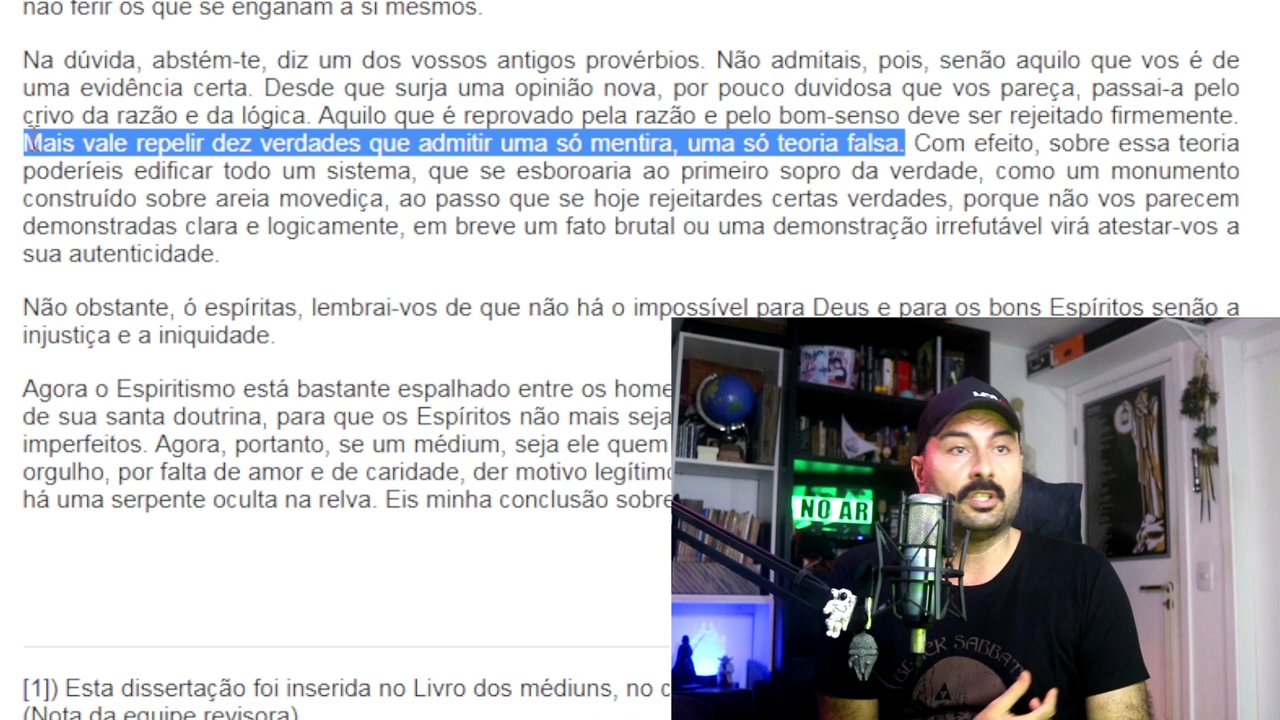 não ferir os que se enganam a si mesmos.
Na dúvida, abstém-te, diz um dos vossos antigos provérbios. Não admitais, pois, senão aquilo que vos é de
uma evidência certa. Desde que surja uma opinião nova, por pouco duvidosa que vos pareça, passai-a pelo
crivo da razão e da lógica. Aquilo que é reprovado pela razão e pelo bom-senso deve ser rejeitado firmemente.
Mais vale repelir dez verdades que admitir uma só mentira, uma só teoria falsa. Com efeito, sobre essa teoria
poderíeis edificar todo um sistema, que se esboroaria ao primeiro sopro da verdade, como um monumento
construído sobre areia movediça, ao passo que se hoje rejeitardes certas verdades, porque não vos parecem
demonstradas clara e logicamente, em breve um fato brutal ou uma demonstração irrefutável virá atestar-vos a
sua autenticidade.
Não obstante, ó espíritas, lembrai-vos de que não há o impossível para Deus e para os bons Espíritos senão a
injustiça e a iniquidade.
Agora o Espiritismo está bastante espalhado entre os home
de sua santa doutrina, para que os Espíritos não mais seja
imperfeitos. Agora, portanto, se um médium, seja ele quem
orgulho, por falta de amor e de caridade, der motivo legítimo
há uma serpente oculta na relva. Eis minha conclusão sobre
NO AR
BLACK SABBATH
[1]) Esta dissertação foi inserida no Livro dos médiuns, no c
(Nota da equipe revisora)